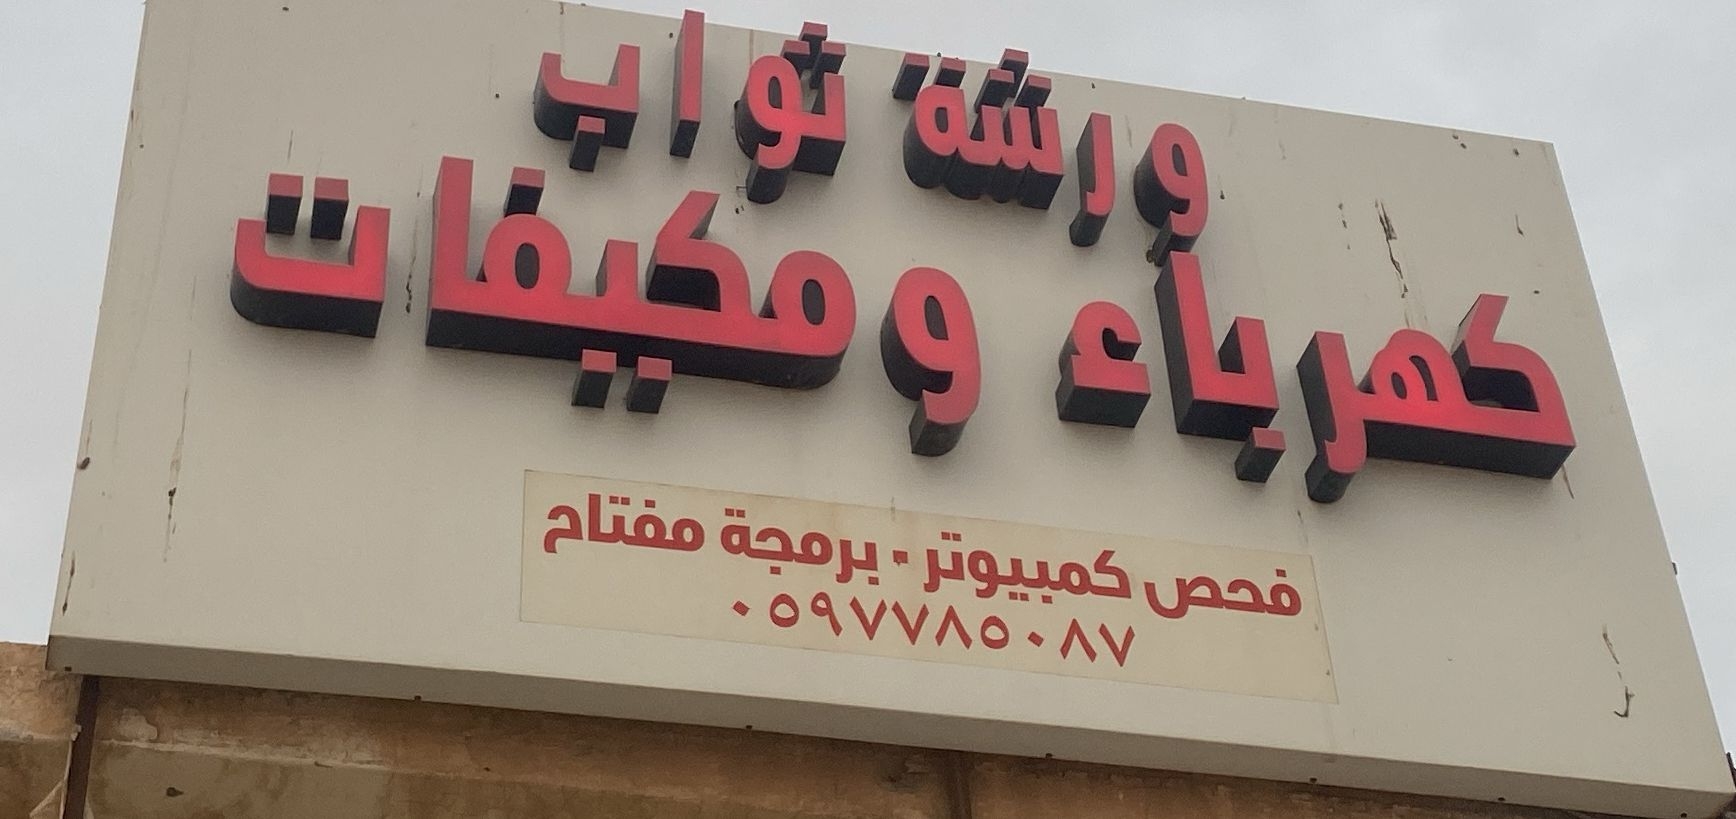 ورشة ثواب
كهرباء ومكيفات
فحص كمبيوتر - برمجة مفتاح
٠٥٩٧٧٨٥٠٨٧